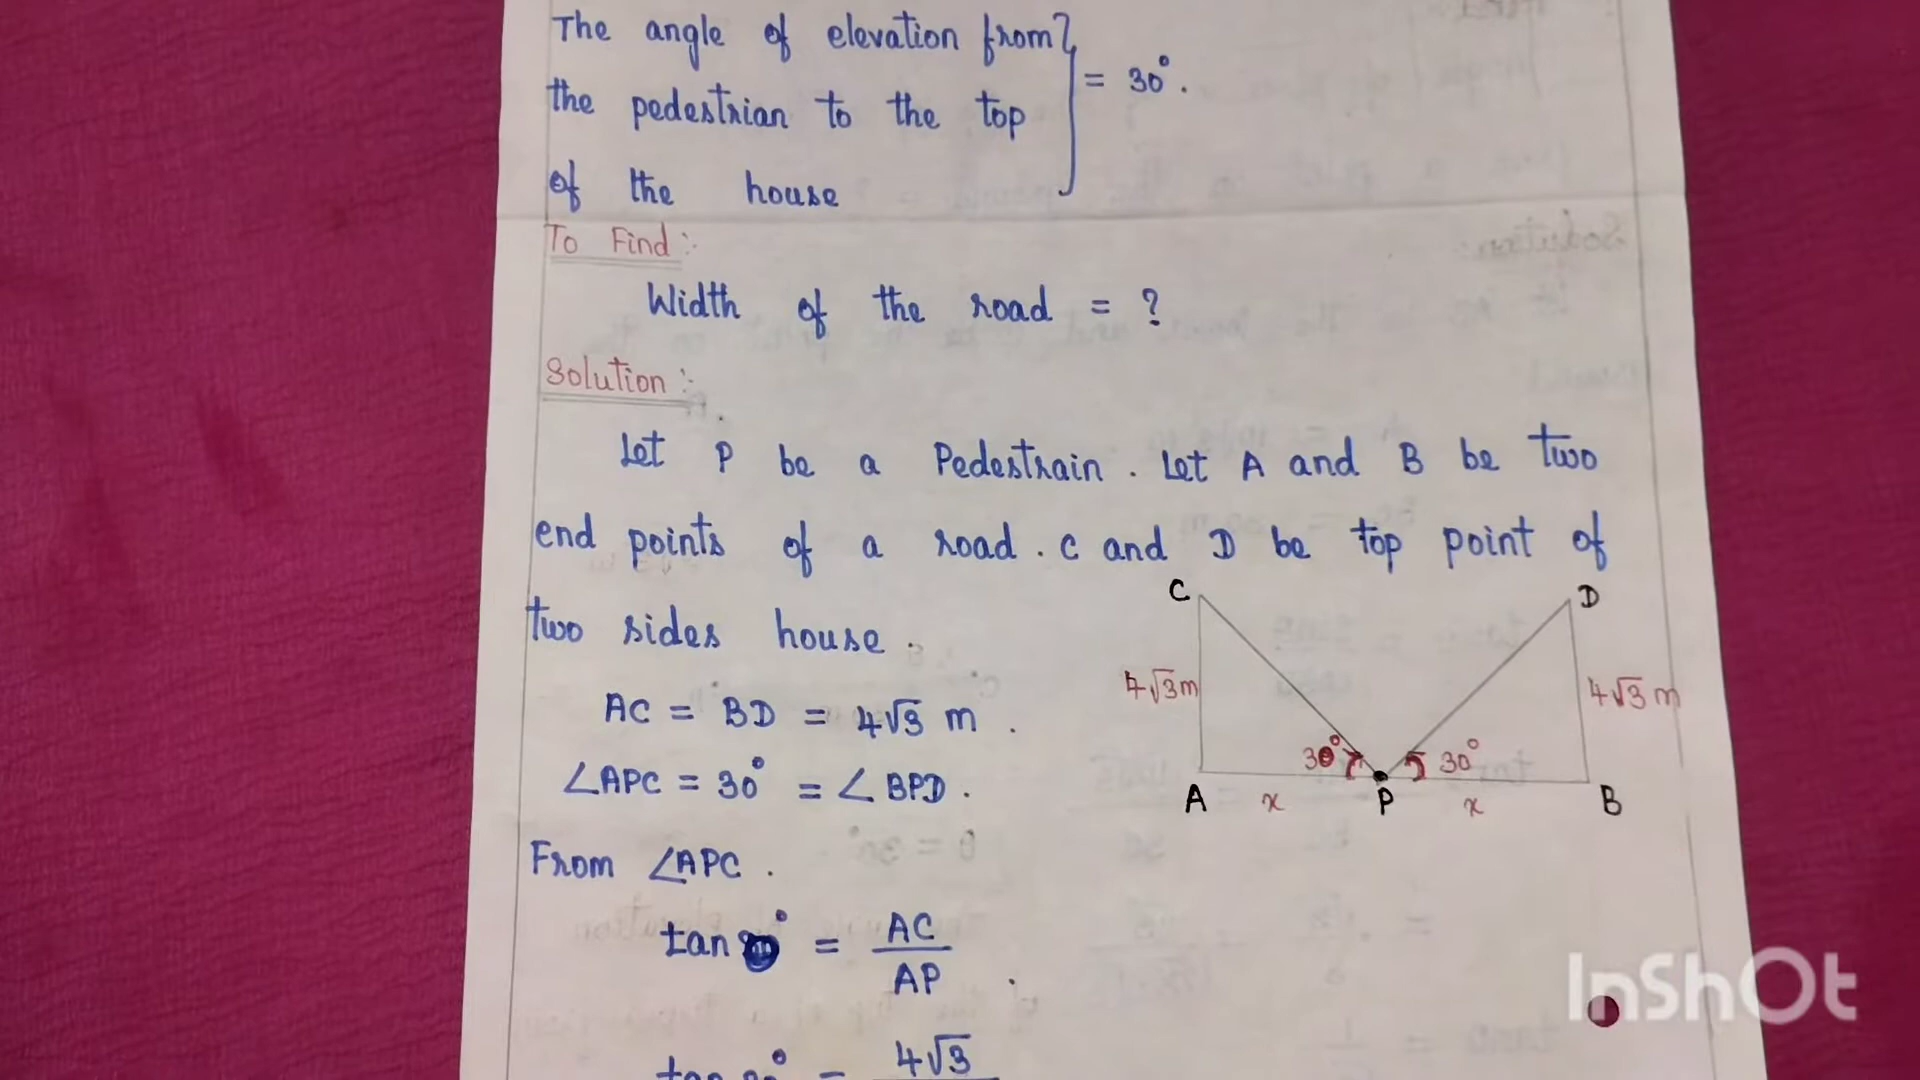 The angle of elevation from
the pedestrian to the top
of the house
= 30°.
To Find :-
Width of the road = ?
Solution :-
Let P be a Pedestrain. Let A and B be two
end points of a road. C and D be top point of
two sides house.
AC = BD = 4√3 m.
∠APC = 30° = ∠BPD.
From ∠APC.
tan ° = AC/AP.
4√3
C D
4√3m 4√3 m
30° 30°
A x P x B
InShOt